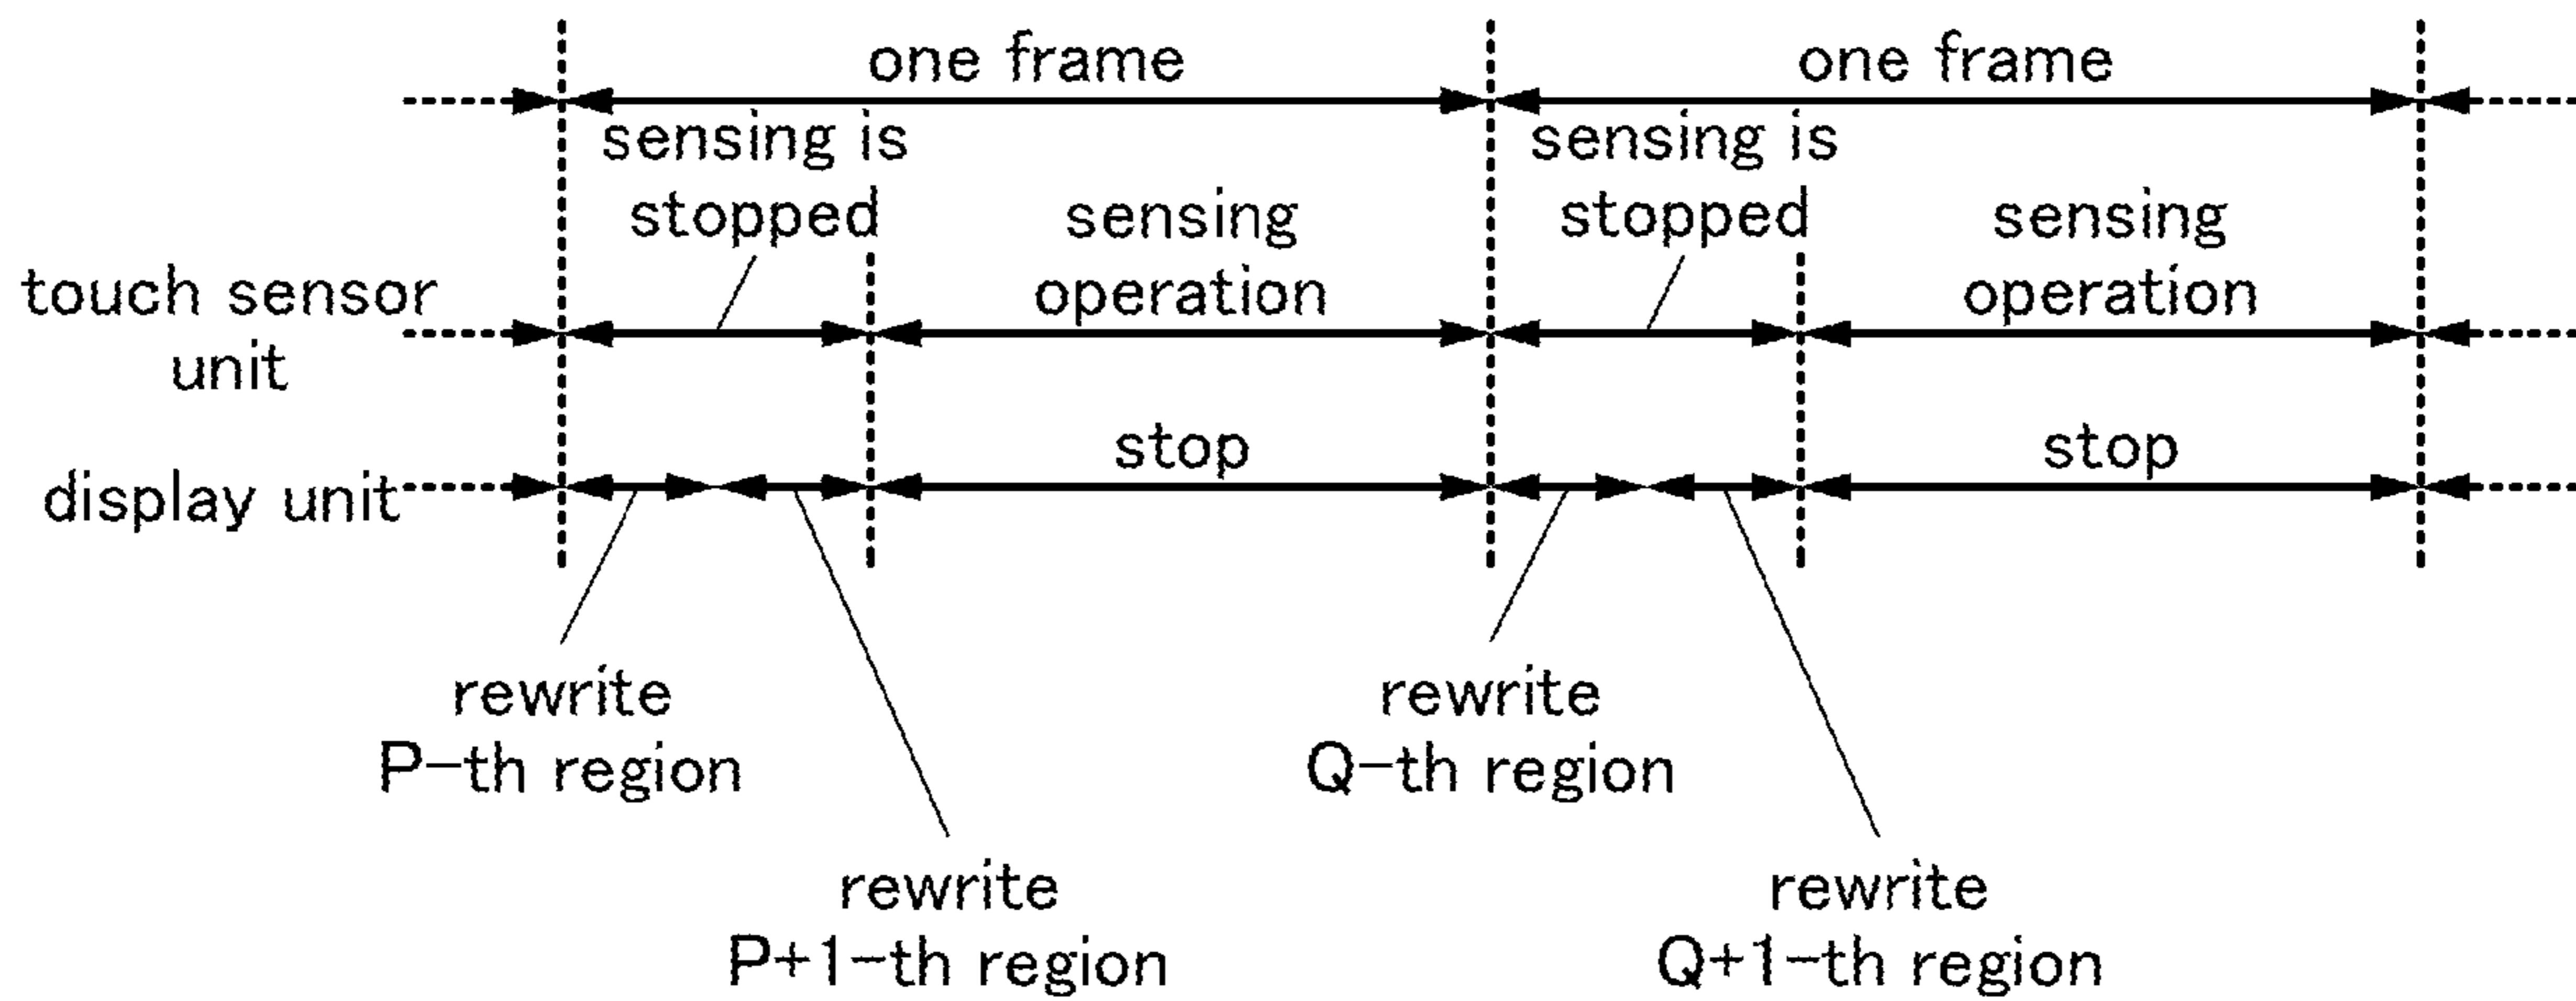 one frame
one frame
sensing is
stopped
sensing
operation
sensing is
stopped
sensing
operation
touch sensor
unit
stop
stop
display unit
rewrite
P-th region
rewrite
Q-th region
rewrite
P+1-th region
rewrite
Q+1-th region